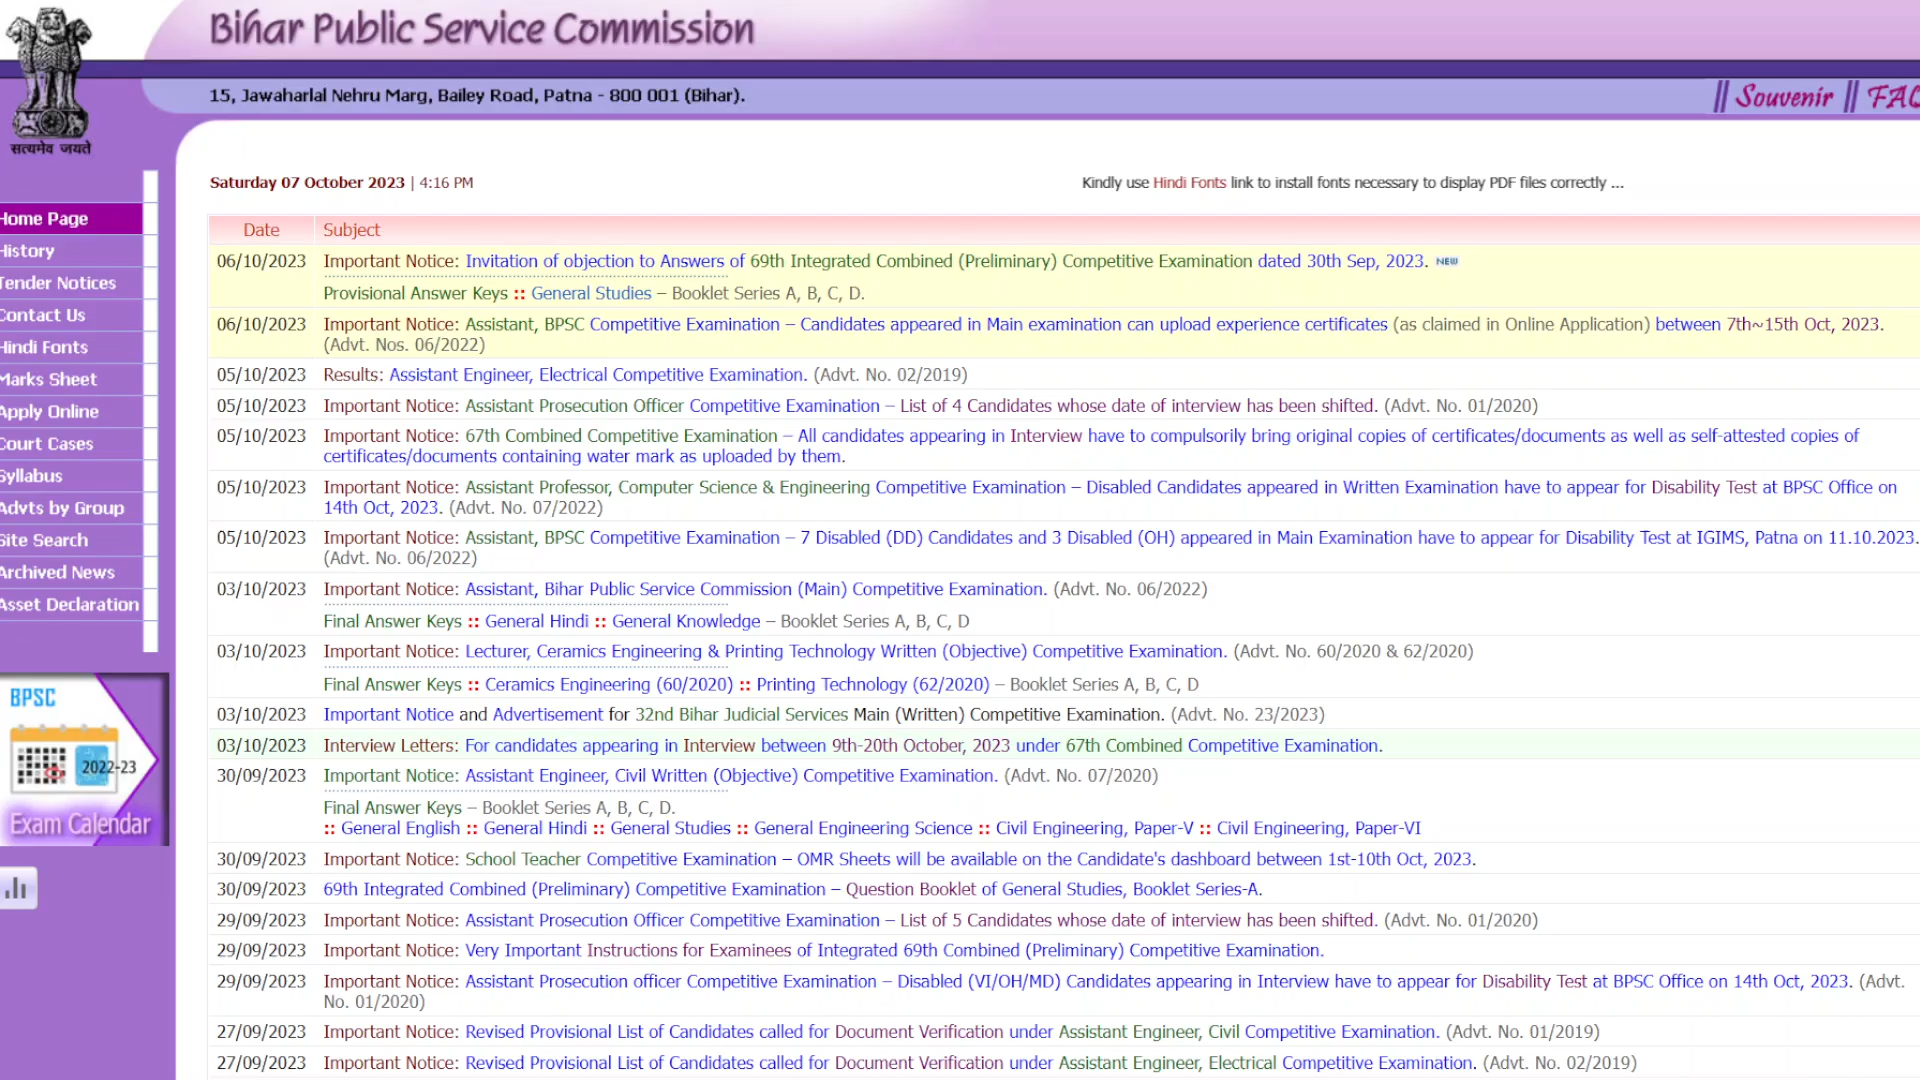 Bihar Public Service Commission
15, Jawaharlal Nehru Marg, Bailey Road, Patna - 800 001 (Bihar).
|| Souvenir || FAQ
सत्यमेव जयते
Saturday 07 October 2023 | 4:16 PM
Kindly use Hindi Fonts link to install fonts necessary to display PDF files correctly ...
Home Page
History
Tender Notices
Contact Us
Hindi Fonts
Marks Sheet
Apply Online
Court Cases
Syllabus
Advts by Group
Site Search
Archived News
Asset Declaration
BPSC
2022-23
Exam Calendar
Date Subject
06/10/2023 Important Notice: Invitation of objection to Answers of 69th Integrated Combined (Preliminary) Competitive Examination dated 30th Sep, 2023. NEW
Provisional Answer Keys :: General Studies – Booklet Series A, B, C, D.
06/10/2023 Important Notice: Assistant, BPSC Competitive Examination – Candidates appeared in Main examination can upload experience certificates (as claimed in Online Application) between 7th~15th Oct, 2023.
(Advt. Nos. 06/2022)
05/10/2023 Results: Assistant Engineer, Electrical Competitive Examination. (Advt. No. 02/2019)
05/10/2023 Important Notice: Assistant Prosecution Officer Competitive Examination – List of 4 Candidates whose date of interview has been shifted. (Advt. No. 01/2020)
05/10/2023 Important Notice: 67th Combined Competitive Examination – All candidates appearing in Interview have to compulsorily bring original copies of certificates/documents as well as self-attested copies of
certificates/documents containing water mark as uploaded by them.
05/10/2023 Important Notice: Assistant Professor, Computer Science & Engineering Competitive Examination – Disabled Candidates appeared in Written Examination have to appear for Disability Test at BPSC Office on
14th Oct, 2023. (Advt. No. 07/2022)
05/10/2023 Important Notice: Assistant, BPSC Competitive Examination – 7 Disabled (DD) Candidates and 3 Disabled (OH) appeared in Main Examination have to appear for Disability Test at IGIMS, Patna on 11.10.2023.
(Advt. No. 06/2022)
03/10/2023 Important Notice: Assistant, Bihar Public Service Commission (Main) Competitive Examination. (Advt. No. 06/2022)
Final Answer Keys :: General Hindi :: General Knowledge – Booklet Series A, B, C, D
03/10/2023 Important Notice: Lecturer, Ceramics Engineering & Printing Technology Written (Objective) Competitive Examination. (Advt. No. 60/2020 & 62/2020)
Final Answer Keys :: Ceramics Engineering (60/2020) :: Printing Technology (62/2020) – Booklet Series A, B, C, D
03/10/2023 Important Notice and Advertisement for 32nd Bihar Judicial Services Main (Written) Competitive Examination. (Advt. No. 23/2023)
03/10/2023 Interview Letters: For candidates appearing in Interview between 9th-20th October, 2023 under 67th Combined Competitive Examination.
30/09/2023 Important Notice: Assistant Engineer, Civil Written (Objective) Competitive Examination. (Advt. No. 07/2020)
Final Answer Keys – Booklet Series A, B, C, D.
:: General English :: General Hindi :: General Studies :: General Engineering Science :: Civil Engineering, Paper-V :: Civil Engineering, Paper-VI
30/09/2023 Important Notice: School Teacher Competitive Examination – OMR Sheets will be available on the Candidate's dashboard between 1st-10th Oct, 2023.
30/09/2023 69th Integrated Combined (Preliminary) Competitive Examination – Question Booklet of General Studies, Booklet Series-A.
29/09/2023 Important Notice: Assistant Prosecution Officer Competitive Examination – List of 5 Candidates whose date of interview has been shifted. (Advt. No. 01/2020)
29/09/2023 Important Notice: Very Important Instructions for Examinees of Integrated 69th Combined (Preliminary) Competitive Examination.
29/09/2023 Important Notice: Assistant Prosecution officer Competitive Examination – Disabled (VI/OH/MD) Candidates appearing in Interview have to appear for Disability Test at BPSC Office on 14th Oct, 2023. (Advt.
No. 01/2020)
27/09/2023 Important Notice: Revised Provisional List of Candidates called for Document Verification under Assistant Engineer, Civil Competitive Examination. (Advt. No. 01/2019)
27/09/2023 Important Notice: Revised Provisional List of Candidates called for Document Verification under Assistant Engineer, Electrical Competitive Examination. (Advt. No. 02/2019)